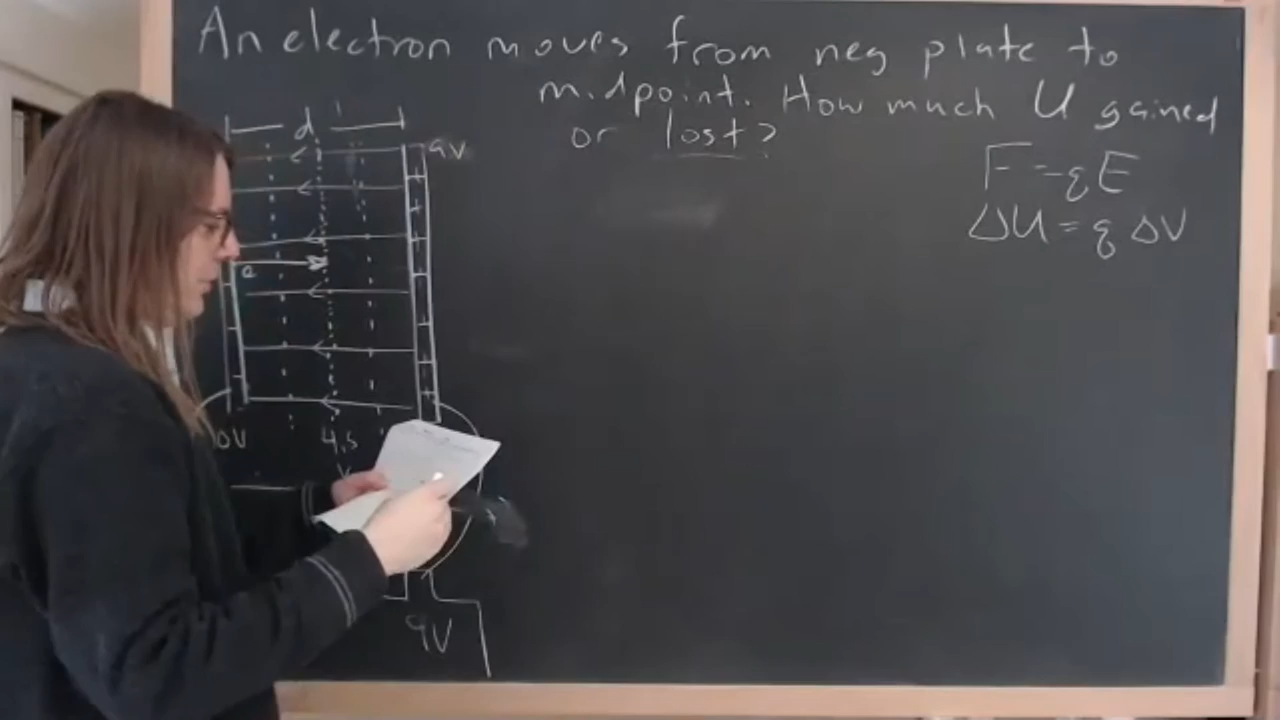 An electron moves from neg plate to
midpoint. How much U gained
or lost?
d
9V
F=qE
ΔU=qΔV
e
0V
4.5
V
9V